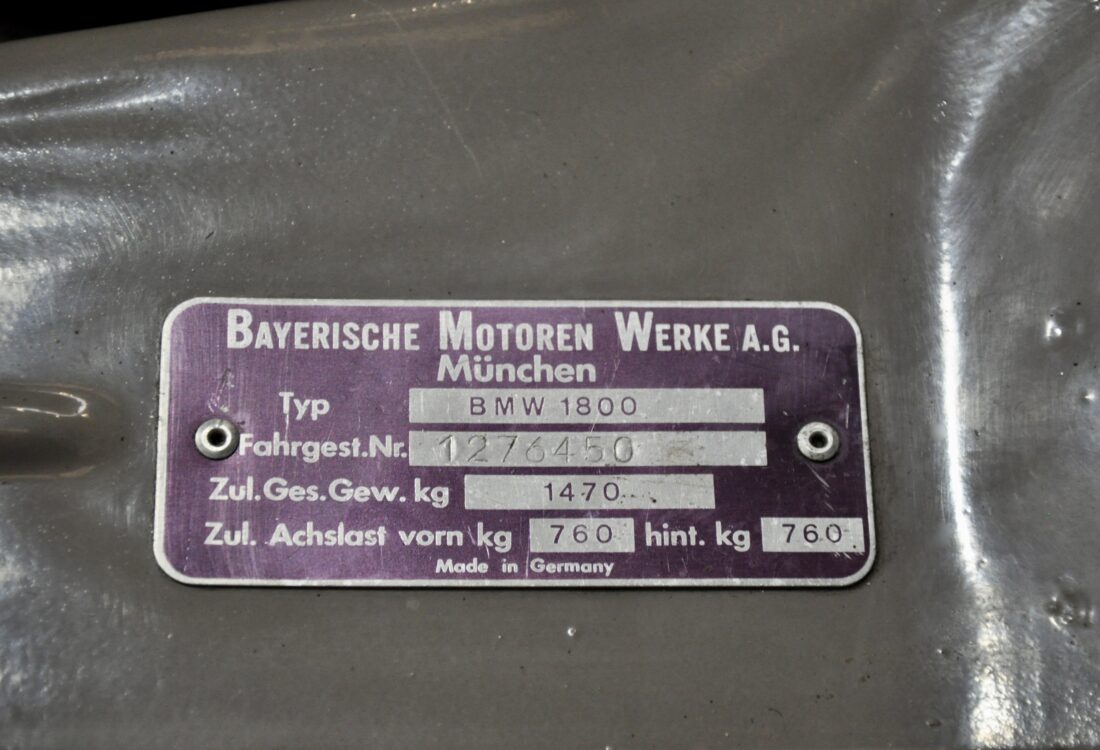 BAYERISCHE MOTOREN WERKE A.G.
München
Typ BMW 1800
Fahrgest.Nr. 1276450
Zul.Ges.Gew. kg 1470
Zul. Achslast vorn kg 760 hint. kg 760
Made in Germany